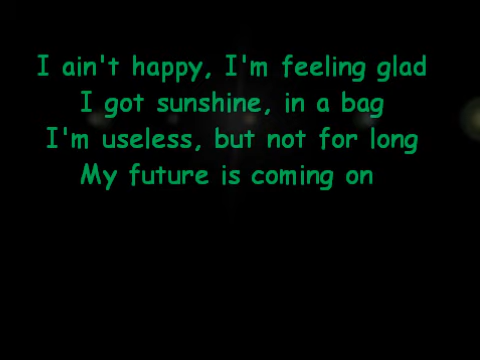 I ain't happy, I'm feeling glad
I got sunshine, in a bag
I'm useless, but not for long
My future is coming on